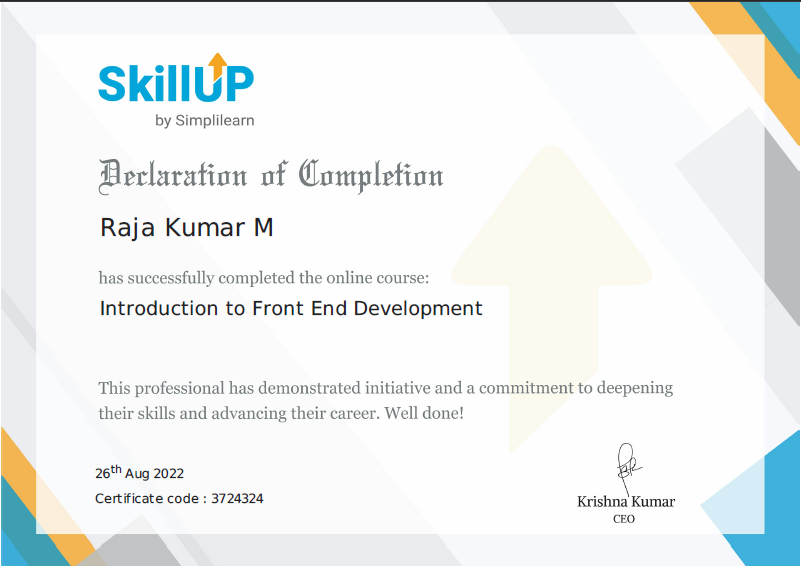 SkillUP
by Simplilearn
Declaration of Completion
Raja Kumar M
has successfully completed the online course:
Introduction to Front End Development
This professional has demonstrated initiative and a commitment to deepening
their skills and advancing their career. Well done!
26th Aug 2022
Certificate code : 3724324
Krishna Kumar
CEO